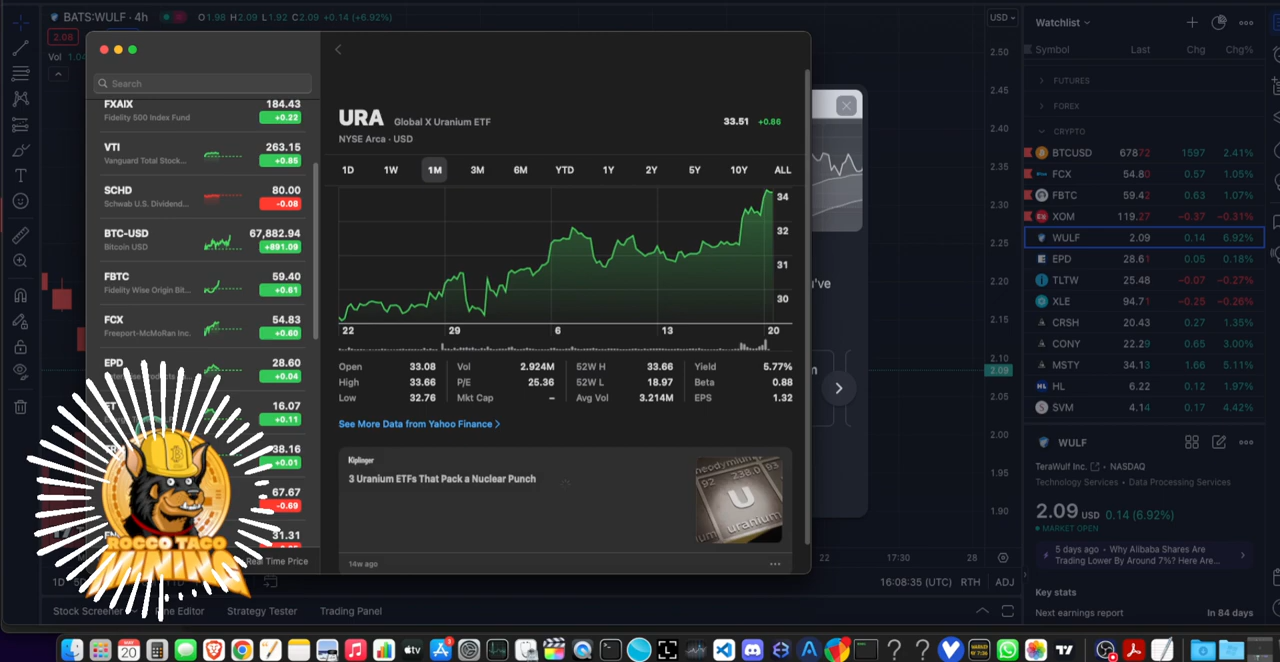 BATS:WULF · 4h
O1.98 H2.09 L1.92 C2.09 +0.14 (+6.92%)
2.08
Vol
Search
FXAIX 184.43
Fidelity 500 Index Fund +0.22
VTI 263.15
Vanguard Total Stock... +0.85
SCHD 80.00
Schwab U.S. Dividend... -0.08
BTC-USD 67,882.94
Bitcoin USD +891.09
FBTC 59.40
Fidelity Wise Origin Bit... +0.61
FCX 54.83
Freeport-McMoRan Inc. +0.60
EPD 28.60
+0.04
16.07
+0.11
38.16
+0.01
67.67
-0.69
31.31
Real Time Price
ROCCO TACO
MINING
URA Global X Uranium ETF
33.51 +0.86
NYSE Arca · USD
1D 1W 1M 3M 6M YTD 1Y 2Y 5Y 10Y ALL
34
32
31
30
22 29 6 13 20
Open 33.08 Vol 2.924M 52W H 33.66 Yield 5.77%
High 33.66 P/E 25.36 52W L 18.97 Beta 0.88
Low 32.76 Mkt Cap – Avg Vol 3.214M EPS 1.32
See More Data from Yahoo Finance >
Kiplinger
3 Uranium ETFs That Pack a Nuclear Punch
neodymium
92 238.0 93
U
uranium
14w ago
've
USD
2.50
2.45
2.40
2.35
2.30
2.25
2.20
2.15
2.10
2.09
2.05
2.00
1.95
1.90
22 17:30 28
16:08:35 (UTC) RTH ADJ
1D
Stock Screener
Pine Editor
Strategy Tester
Trading Panel
Watchlist
Symbol Last Chg Chg%
FUTURES
FOREX
CRYPTO
BTCUSD 67872 1597 2.41%
FCX 54.80 0.57 1.05%
FBTC 59.42 0.63 1.07%
XOM 119.27 −0.37 −0.31%
WULF 2.09 0.14 6.92%
EPD 28.61 0.05 0.18%
TLTW 25.48 −0.07 −0.27%
XLE 94.71 −0.25 −0.26%
CRSH 20.43 0.27 1.35%
CONY 22.29 0.65 3.00%
MSTY 34.13 1.66 5.11%
HL 6.22 0.12 1.97%
SVM 4.14 0.17 4.42%
WULF
TeraWulf Inc. • NASDAQ
Technology Services • Data Processing Services
2.09 USD 0.14 (6.92%)
MARKET OPEN
5 days ago · Why Alibaba Shares Are
Trading Lower By Around 7%? Here Are...
Key stats
Next earnings report In 84 days
20
tv